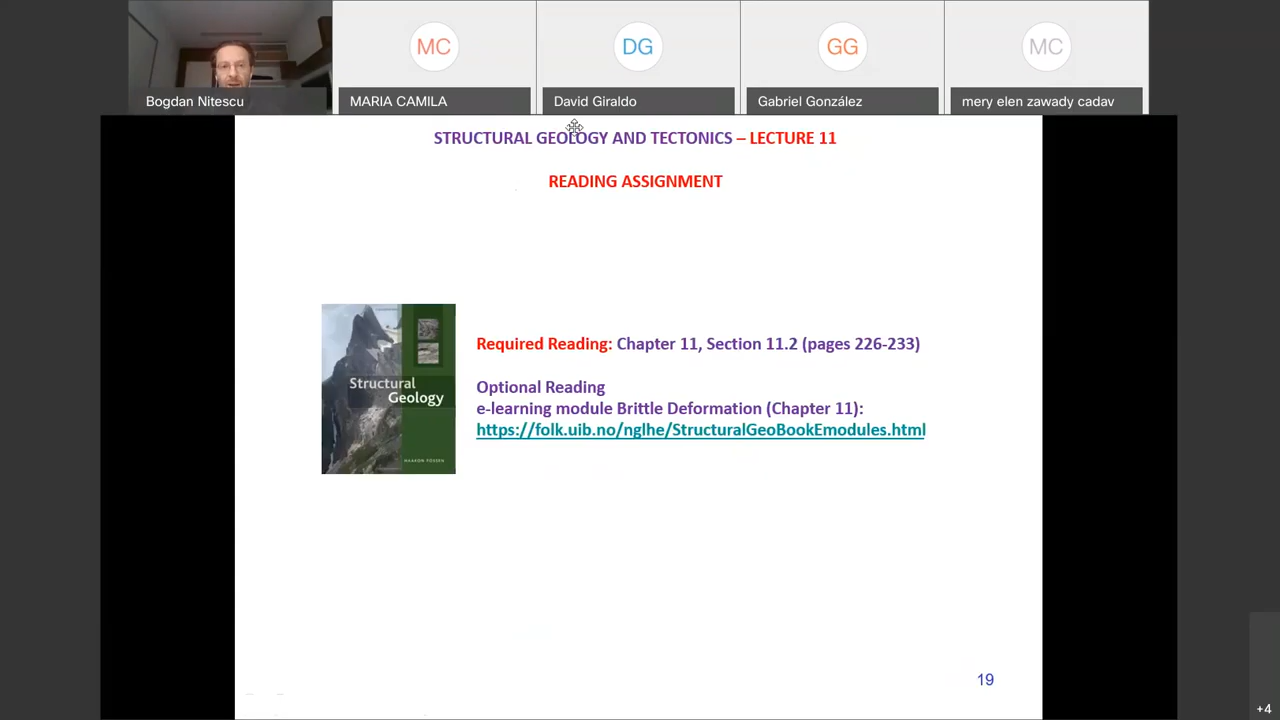 MC
DG
GG
MC
Bogdan Nitescu
MARIA CAMILA
David Giraldo
Gabriel González
mery elen zawady cadav
STRUCTURAL GEOLOGY AND TECTONICS – LECTURE 11
READING ASSIGNMENT
Structural
Geology
HAAKON FOSSEN
Required Reading: Chapter 11, Section 11.2 (pages 226-233)
Optional Reading
e-learning module Brittle Deformation (Chapter 11):
https://folk.uib.no/nglhe/StructuralGeoBookEmodules.html
19
+4